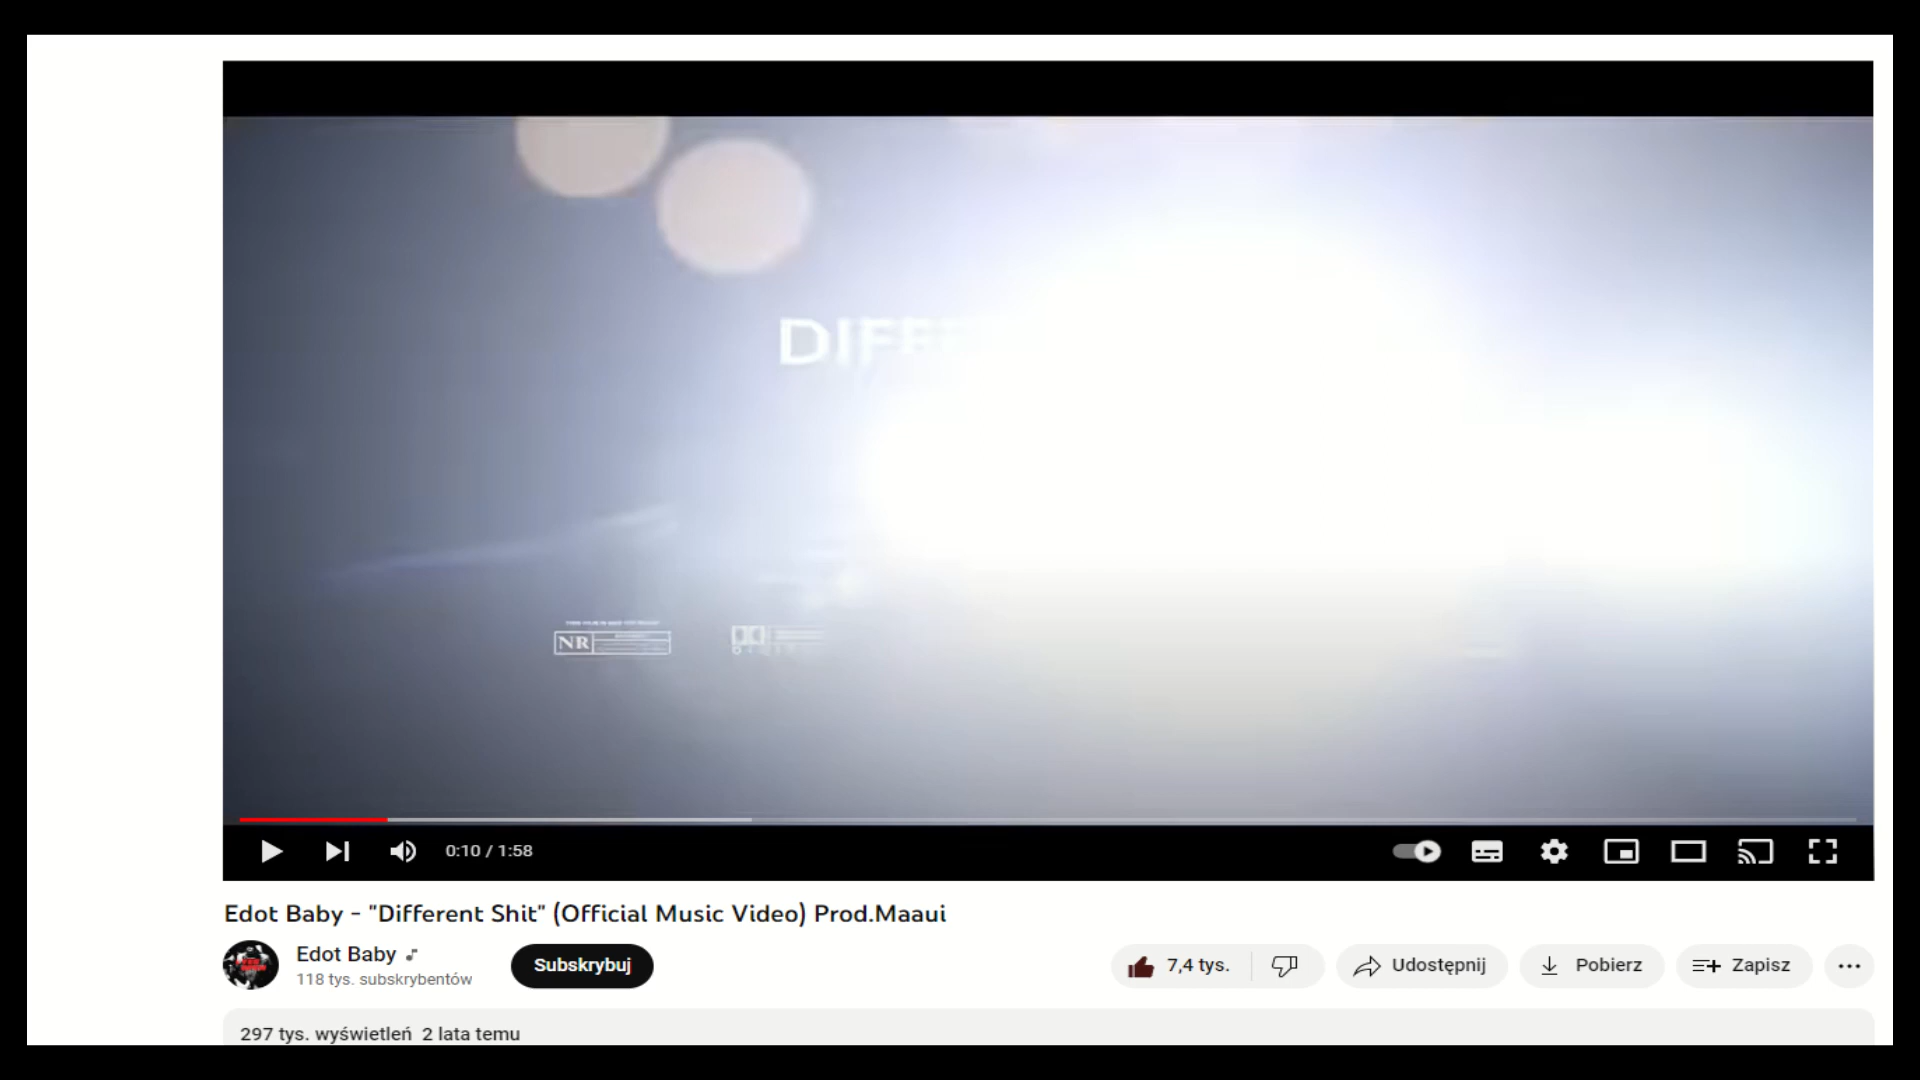 DIFFE
NR
0:10 / 1:58
Edot Baby - "Different Shit" (Official Music Video) Prod.Maaui
Edot Baby
118 tys. subskrybentów
Subskrybuj
7,4 tys.
Udostępnij
Pobierz
Zapisz
297 tys. wyświetleń 2 lata temu